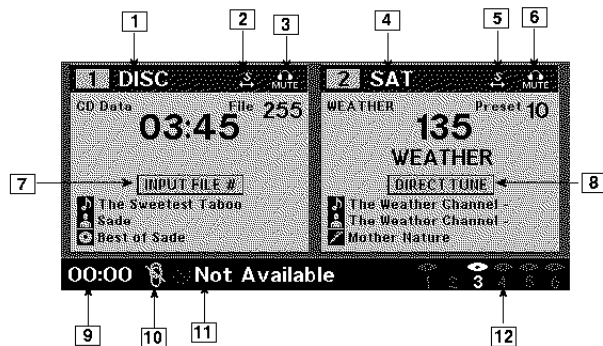 1 2 3 4 5 6
1 DISC S MUTE 2 SAT S MUTE
CD Data File 255 WEATHER Preset 10
03:45 135
WEATHER
7 INPUT FILE # DIRECT TUNE 8
The Sweetest Taboo The Weather Channel -
Sade The Weather Channel -
Best of Sade Mother Nature
00:00 Not Available 1 2 3 4 5 6
9 10 11 12